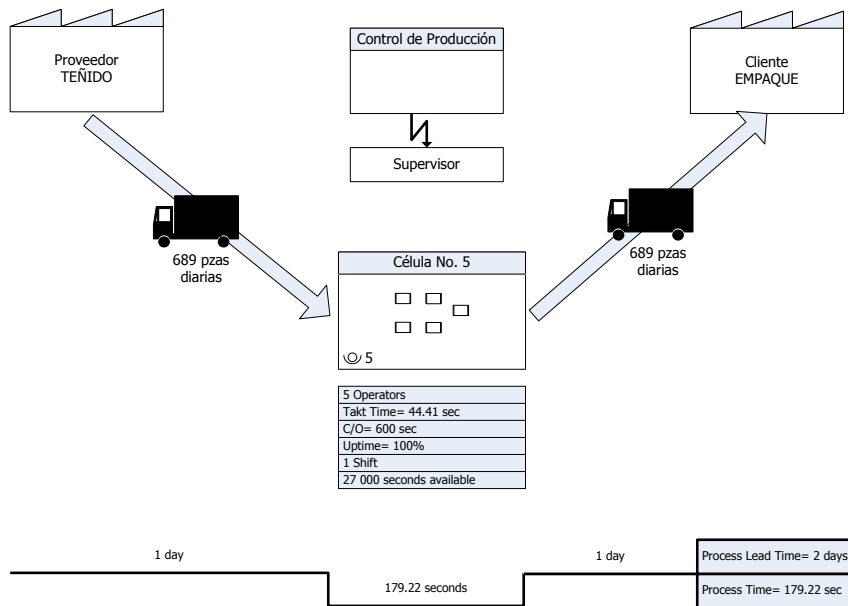 Proveedor
TEÑIDO
Control de Producción
Cliente
EMPAQUE
Supervisor
689 pzas
diarias
689 pzas
diarias
Célula No. 5
5
5 Operators
Takt Time= 44.41 sec
C/O= 600 sec
Uptime= 100%
1 Shift
27 000 seconds available
1 day
179.22 seconds
1 day
Process Lead Time= 2 days
Process Time= 179.22 sec